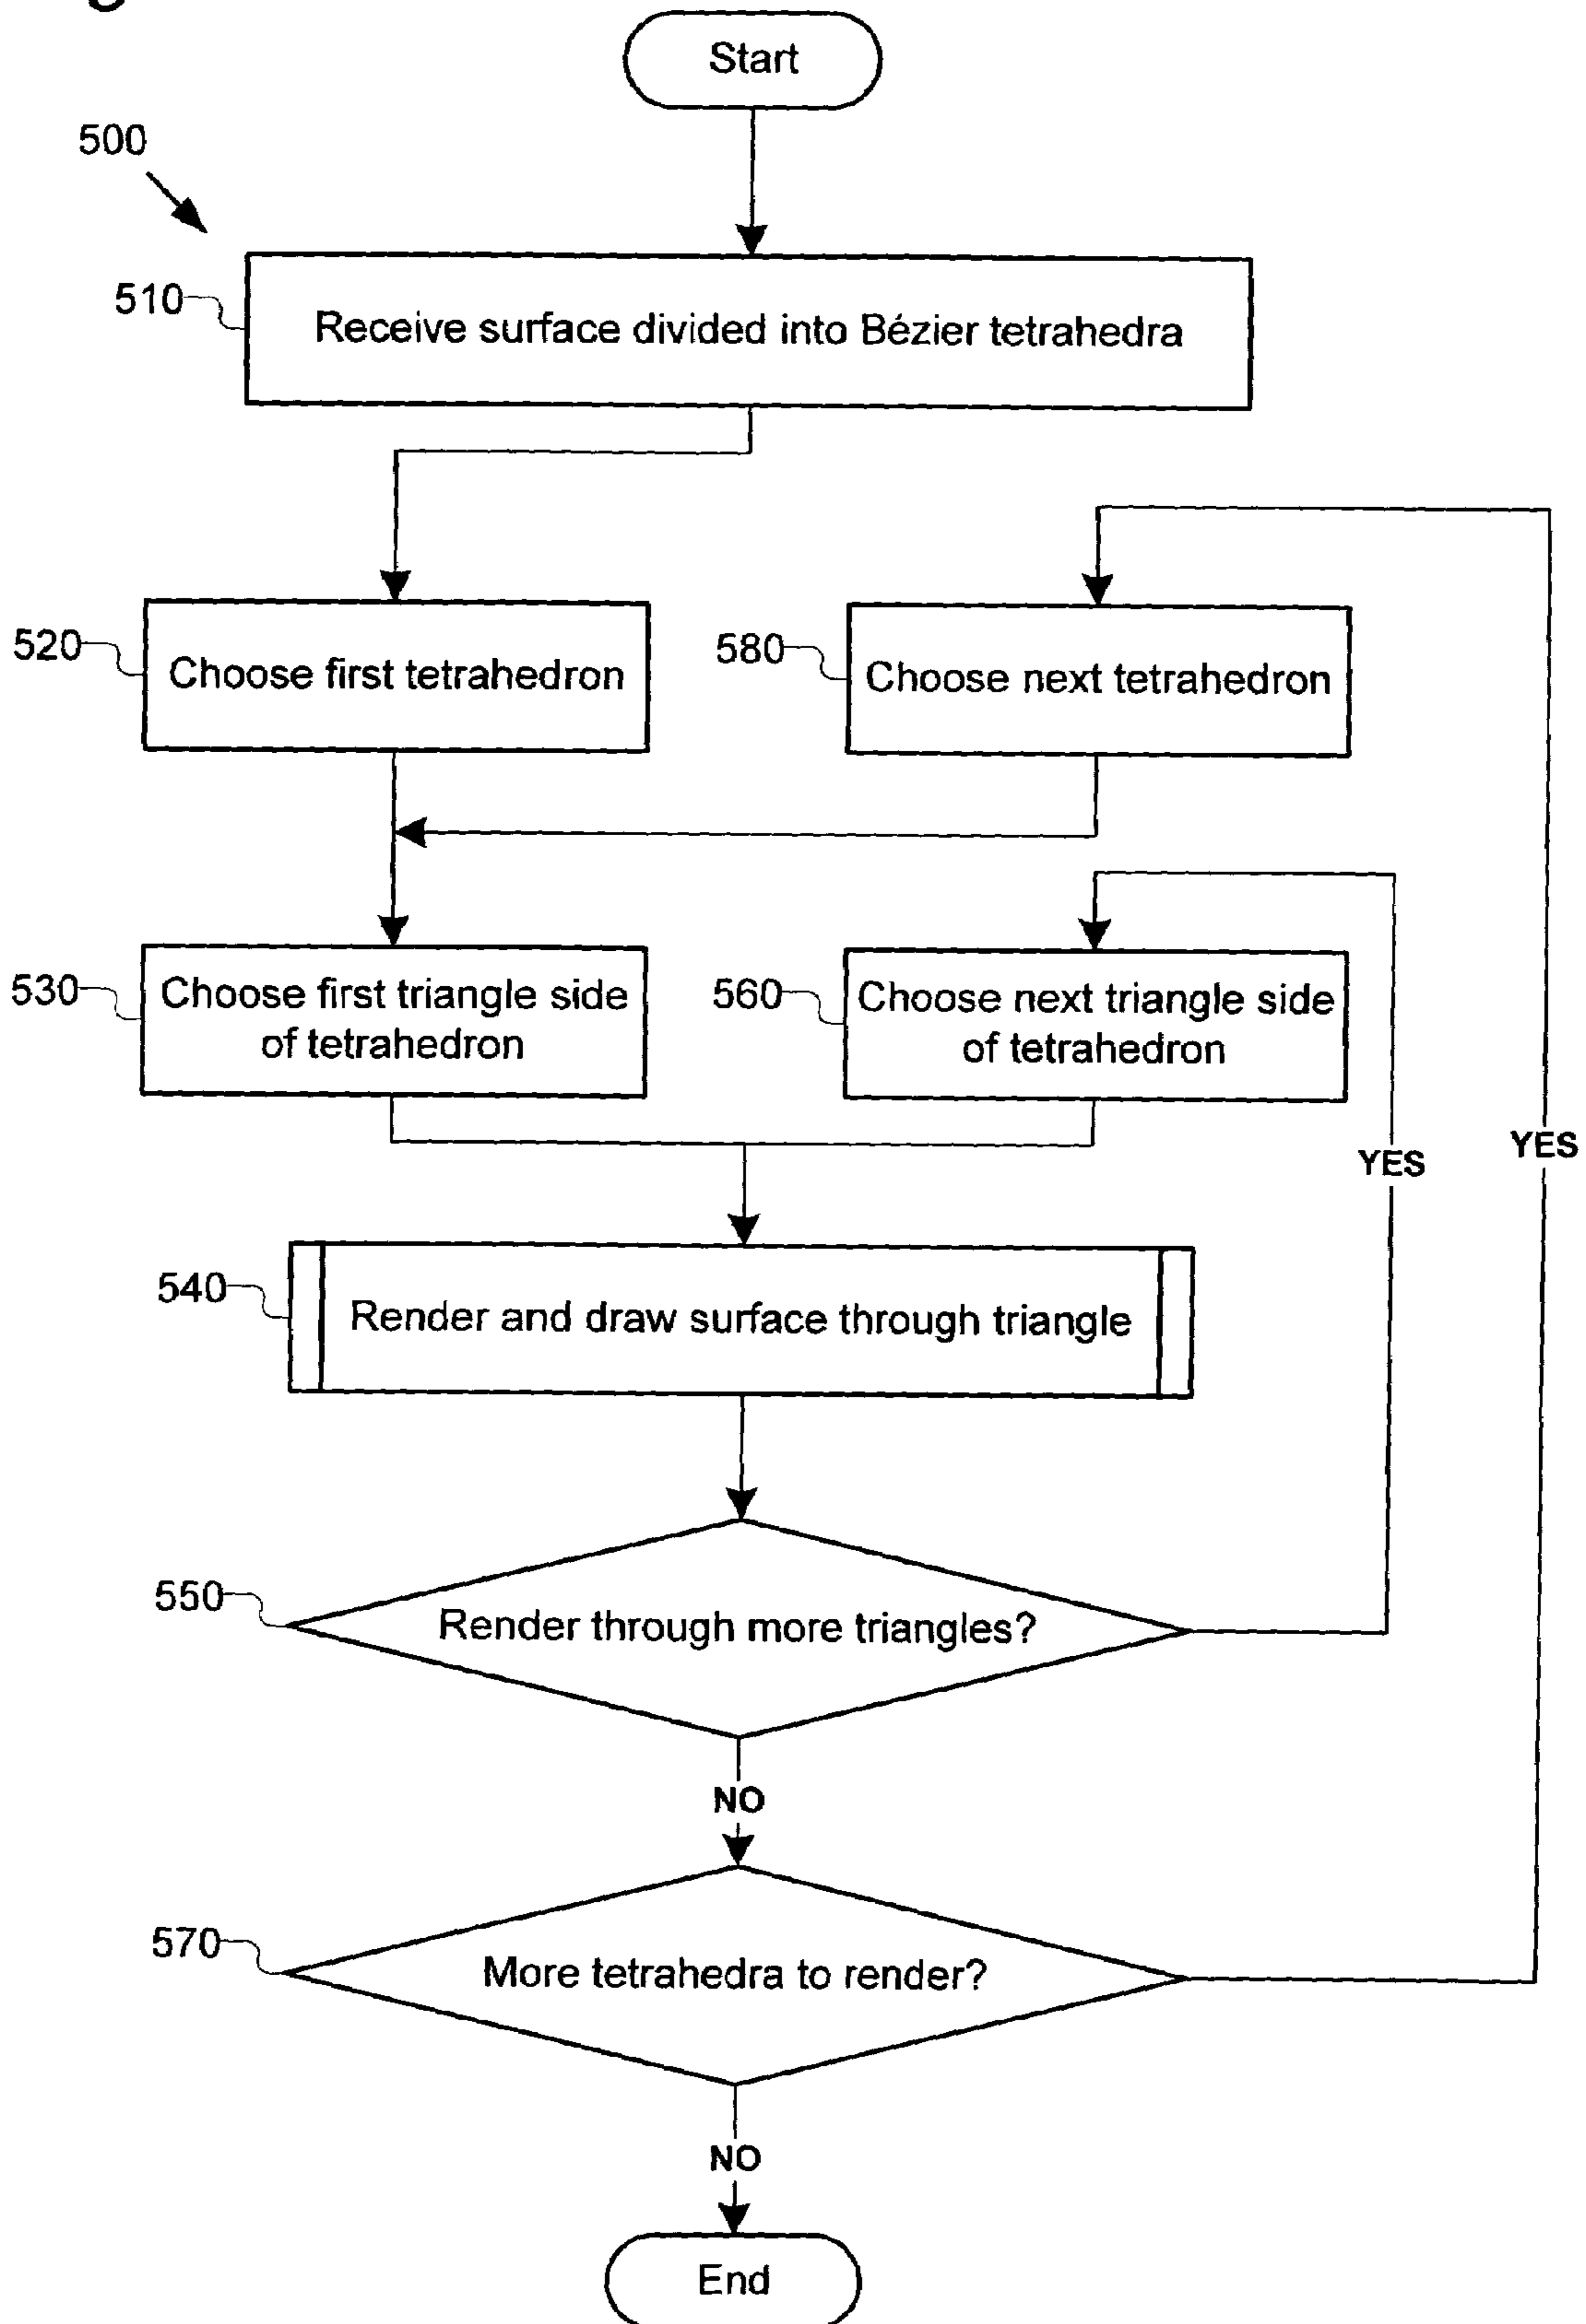 Start
500
510
Receive surface divided into Bézier tetrahedra
520
Choose first tetrahedron
580
Choose next tetrahedron
530
Choose first triangle side
of tetrahedron
560
Choose next triangle side
of tetrahedron
YES
YES
540
Render and draw surface through triangle
550
Render through more triangles?
NO
570
More tetrahedra to render?
NO
End